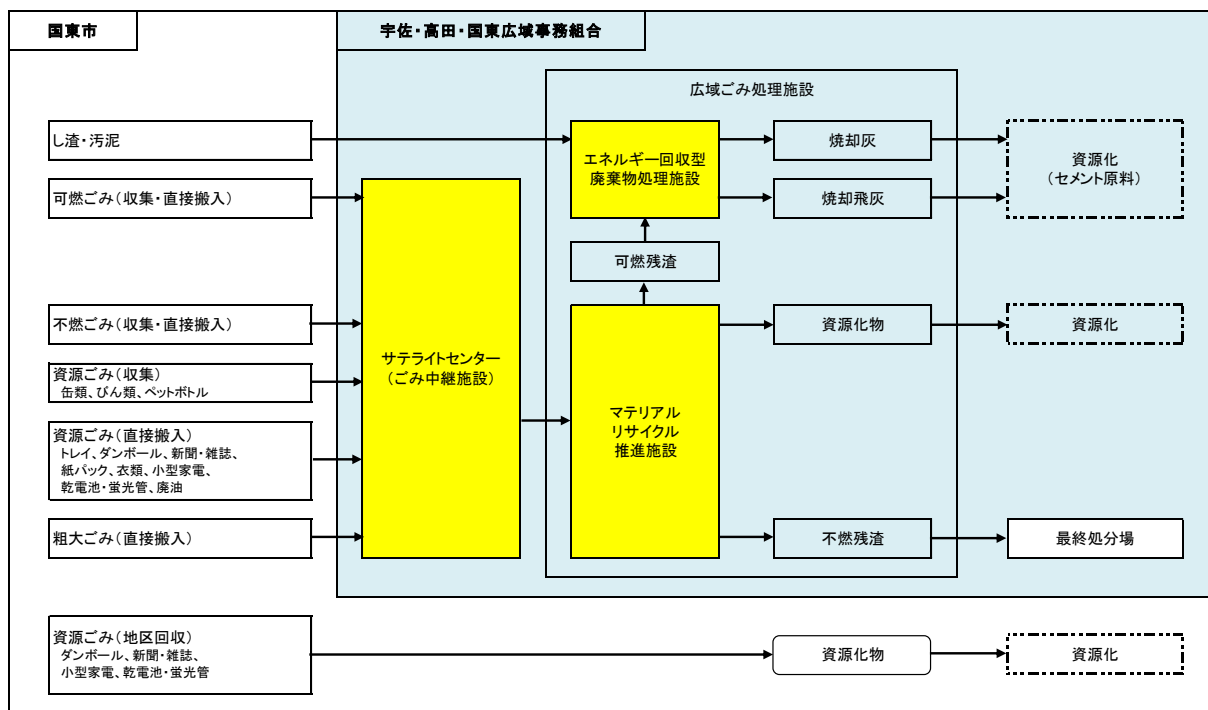 国東市
宇佐・高田・国東広域事務組合
広域ごみ処理施設
し渣・汚泥
エネルギー回収型
廃棄物処理施設
焼却灰
資源化
(セメント原料)
可燃ごみ(収集・直接搬入)
焼却飛灰
可燃残渣
不燃ごみ(収集・直接搬入)
サテライトセンター
(ごみ中継施設)
資源化物
資源化
資源ごみ(収集)
缶類、びん類、ペットボトル
マテリアル
リサイクル
推進施設
資源ごみ(直接搬入)
トレイ、ダンボール、新聞・雑誌、
紙パック、衣類、小型家電、
乾電池・蛍光管、廃油
粗大ごみ(直接搬入)
不燃残渣
最終処分場
資源ごみ(地区回収)
ダンボール、新聞・雑誌、
小型家電、乾電池・蛍光管
資源化物
資源化